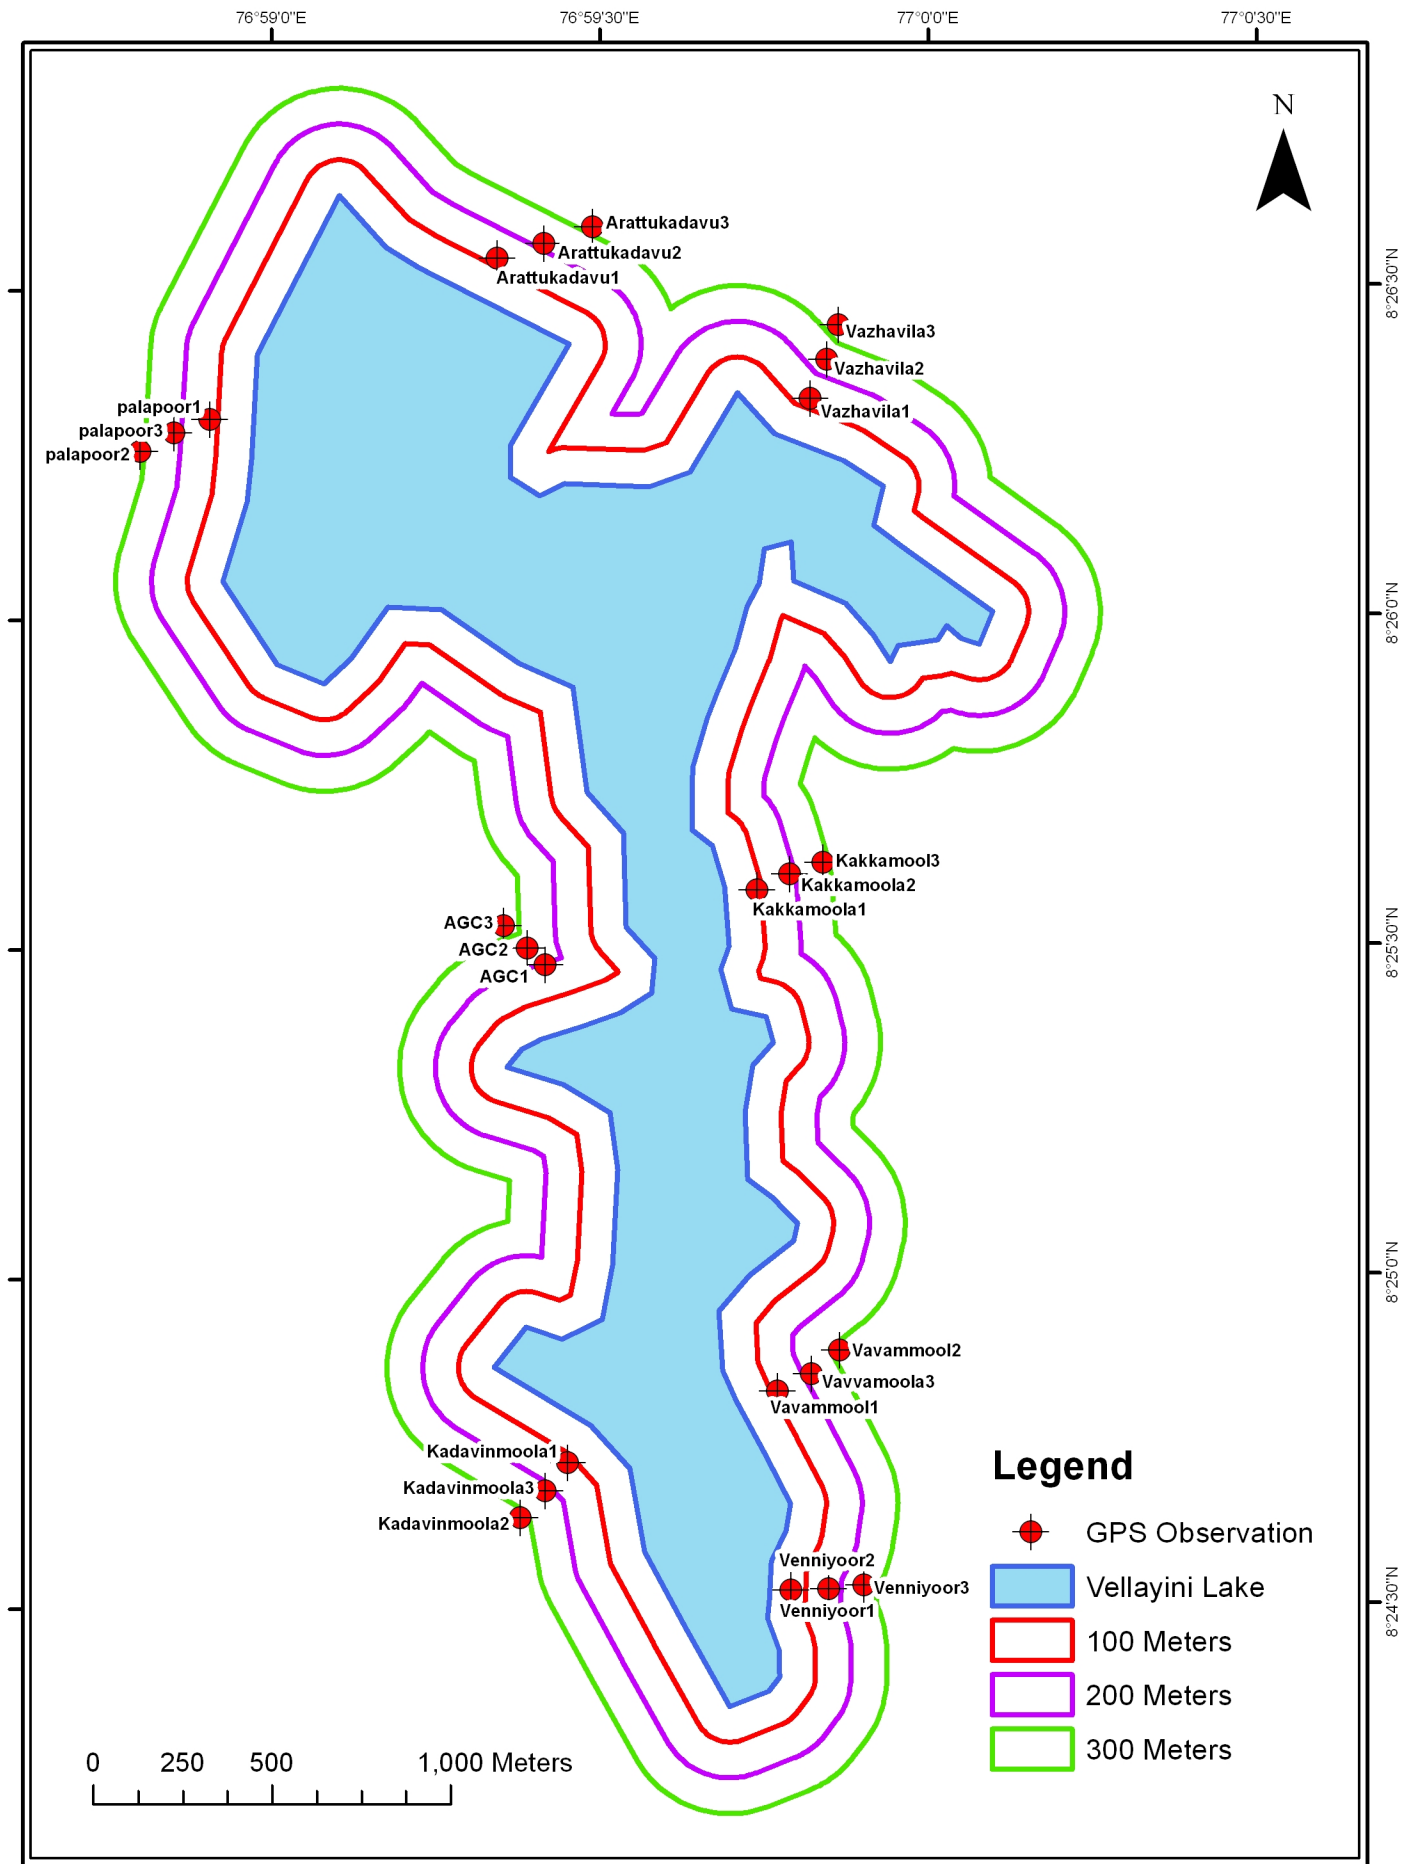 76°59'0"E
76°59'30"E
77°0'0"E
77°0'30"E
N
Arattukadavu3
Arattukadavu2
Arattukadavu1
8°26'30"N
Vazhavila3
Vazhavila2
Vazhavila1
palapoor1
palapoor3
palapoor2
8°26'0"N
Kakkamool3
Kakkamoola2
Kakkamoola1
AGC3
AGC2
AGC1
8°25'30"N
8°25'0"N
Vavammool2
Vavvamoola3
Vavammool1
Kadavinmoola1
Kadavinmoola3
Kadavinmoola2
Venniyoor2
Venniyoor3
Venniyoor1
8°24'30"N
Legend
GPS Observation
Vellayini Lake
100 Meters
200 Meters
300 Meters
0 250 500 1,000 Meters